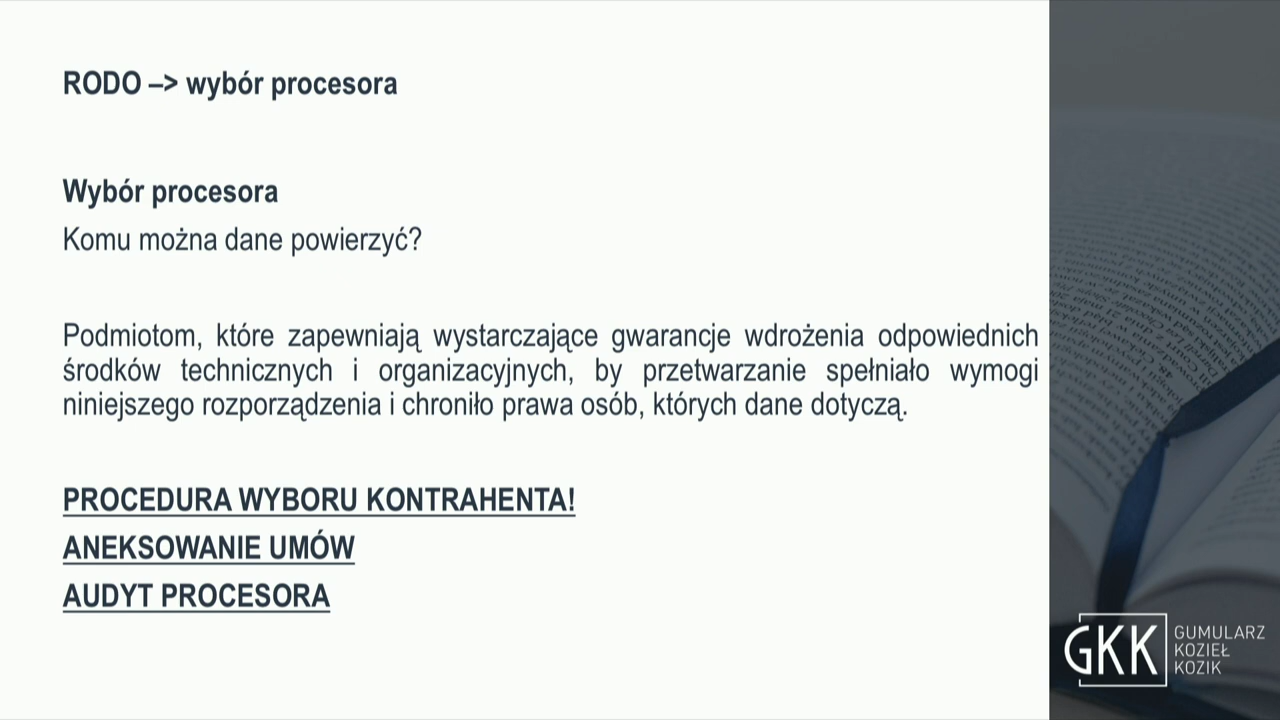 RODO –> wybór procesora
Wybór procesora
Komu można dane powierzyć?
Podmiotom, które zapewniają wystarczające gwarancje wdrożenia odpowiednich
środków technicznych i organizacyjnych, by przetwarzanie spełniało wymogi
niniejszego rozporządzenia i chroniło prawa osób, których dane dotyczą.
PROCEDURA WYBORU KONTRAHENTA!
ANEKSOWANIE UMÓW
AUDYT PROCESORA
GKK
GUMULARZ
KOZIEŁ
KOZIK